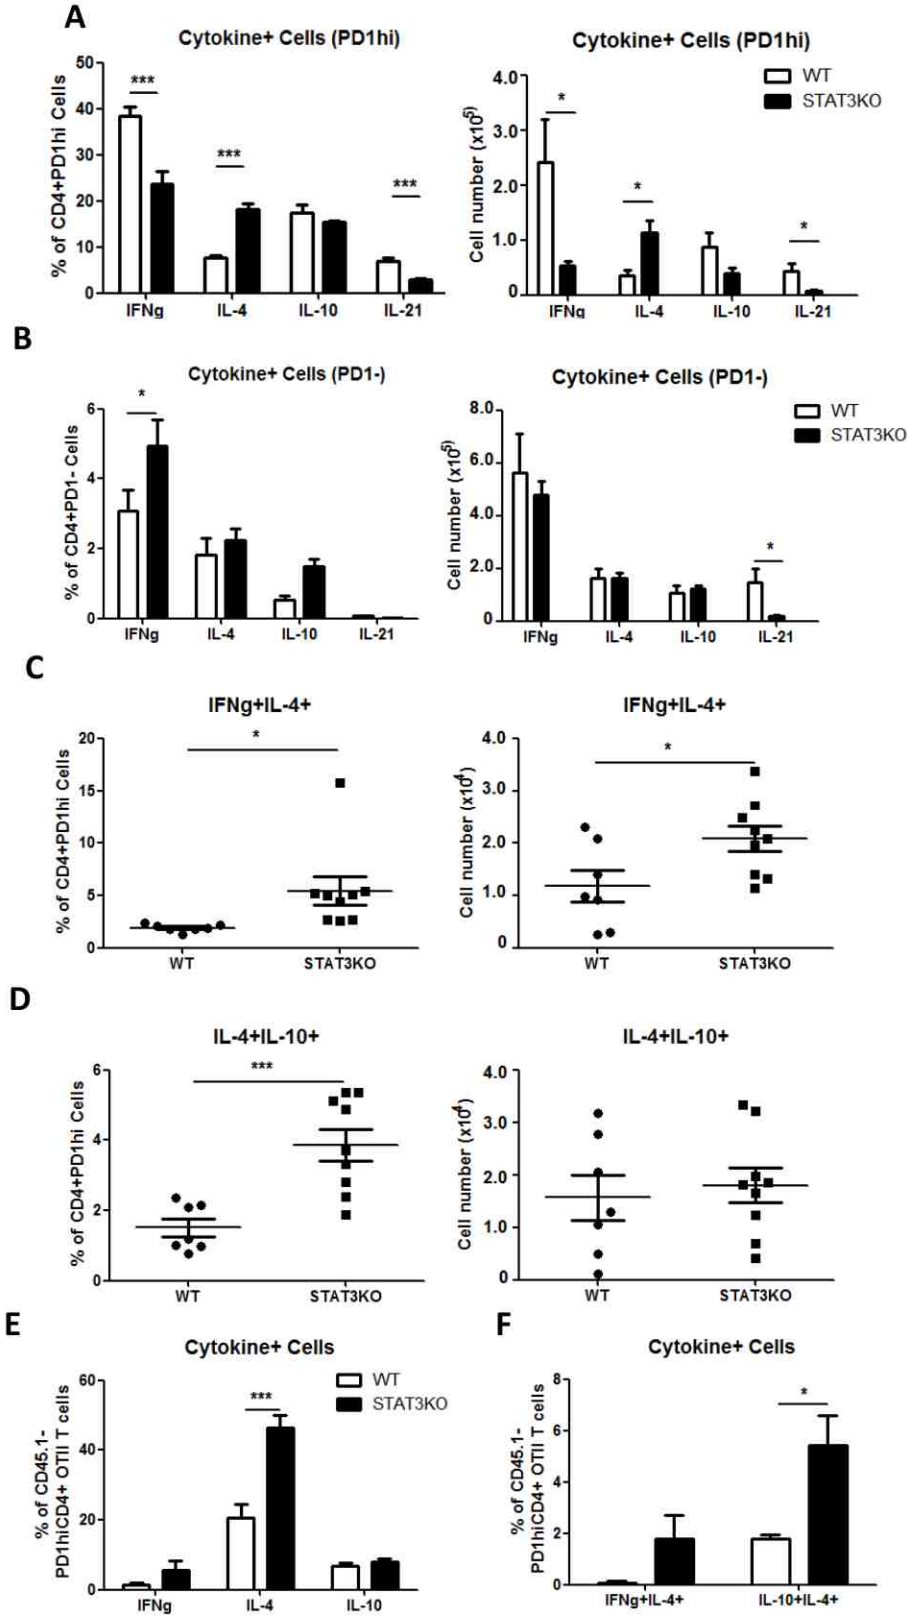 A
Cytokine+ Cells (PD1hi)
% of CD4+PD1hi Cells
50
40
30
20
10
0
***
***
***
IFNg IL-4 IL-10 IL-21
Cytokine+ Cells (PD1hi)
Cell number (x10⁵)
4.0
3.0
2.0
1.0
0
*
*
*
WT
STAT3KO
IFNg IL-4 IL-10 IL-21
B
Cytokine+ Cells (PD1-)
% of CD4+PD1- Cells
6
4
2
0
*
IFNg IL-4 IL-10 IL-21
Cytokine+ Cells (PD1-)
Cell number (x10⁵)
8.0
6.0
4.0
2.0
0
*
WT
STAT3KO
IFNg IL-4 IL-10 IL-21
C
IFNg+IL-4+
% of CD4+PD1hi Cells
20
15
10
5
0
*
WT STAT3KO
IFNg+IL-4+
Cell number (x10⁴)
4.0
3.0
2.0
1.0
0
*
WT STAT3KO
D
IL-4+IL-10+
% of CD4+PD1hi Cells
6
4
2
0
***
WT STAT3KO
IL-4+IL-10+
Cell number (x10⁴)
4.0
3.0
2.0
1.0
0
WT STAT3KO
E
Cytokine+ Cells
% of CD45.1-
PD1hiCD4+ OTII T cells
60
40
20
0
***
WT
STAT3KO
IFNg IL-4 IL-10
F
Cytokine+ Cells
% of CD45.1-
PD1hiCD4+ OTII T cells
8
6
4
2
0
*
IFNg+IL-4+ IL-10+IL-4+